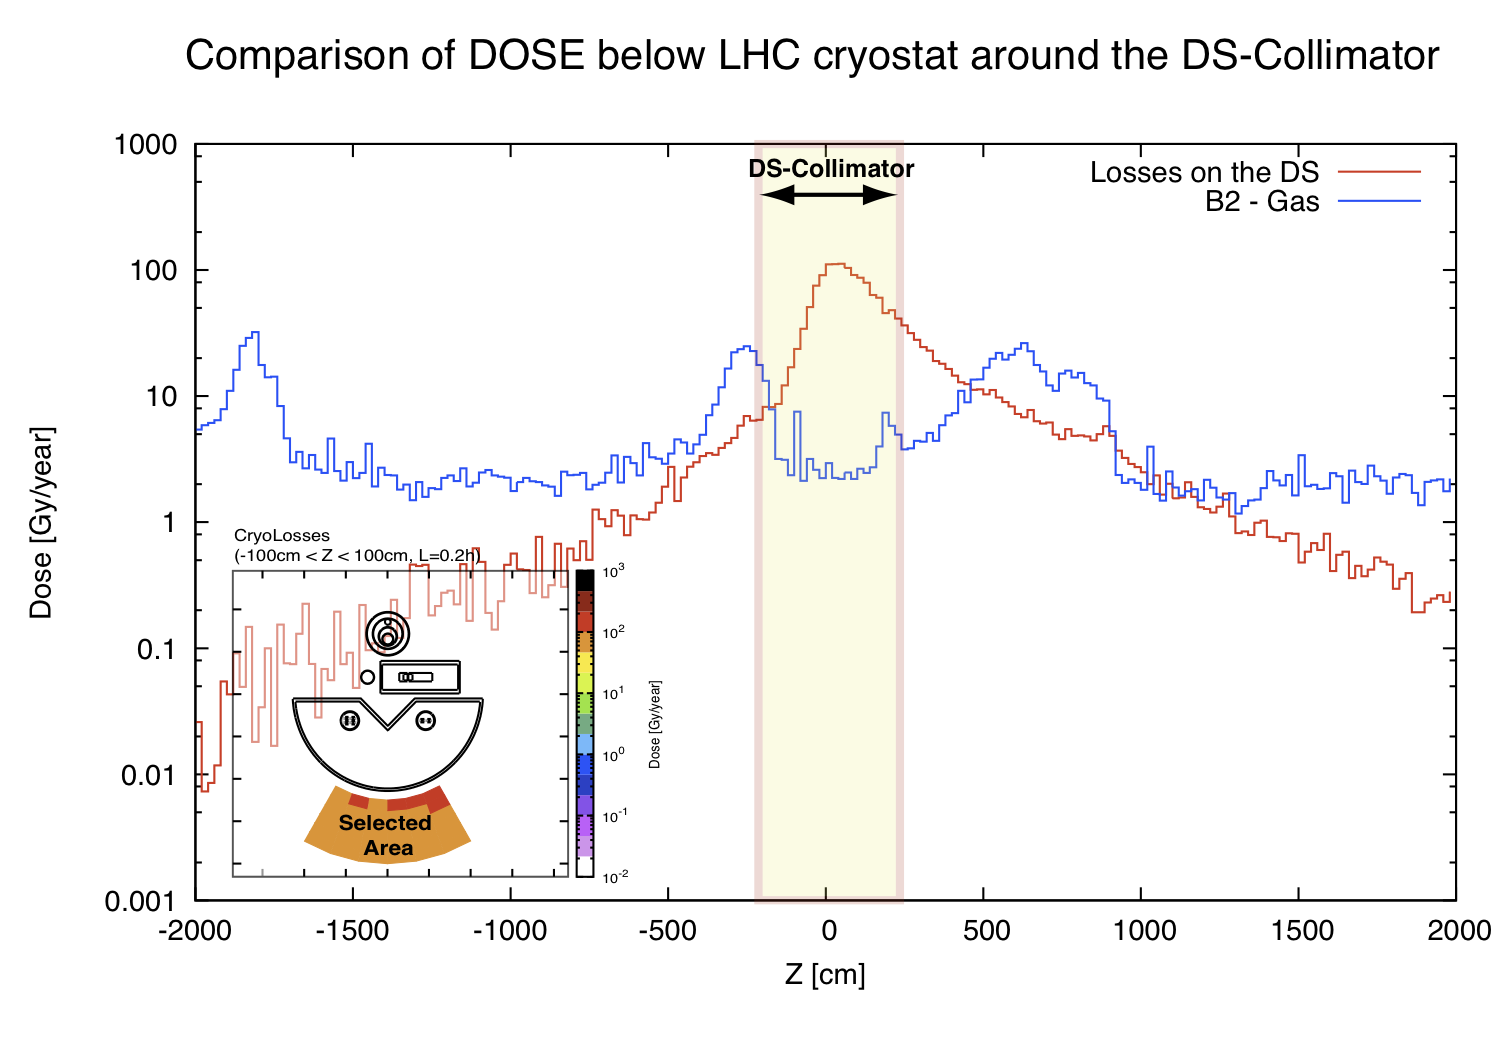 Comparison of DOSE below LHC cryostat around the DS-Collimator
1000
100
10
1
0.1
0.01
0.001
Dose [Gy/year]
DS-Collimator
Losses on the DS
B2 - Gas
CryoLosses
(-100cm < Z < 100cm, L=0.2h)
10³
10²
10¹
10⁰
10⁻¹
10⁻²
Dose [Gy/year]
Selected
Area
-2000 -1500 -1000 -500 0 500 1000 1500 2000
Z [cm]